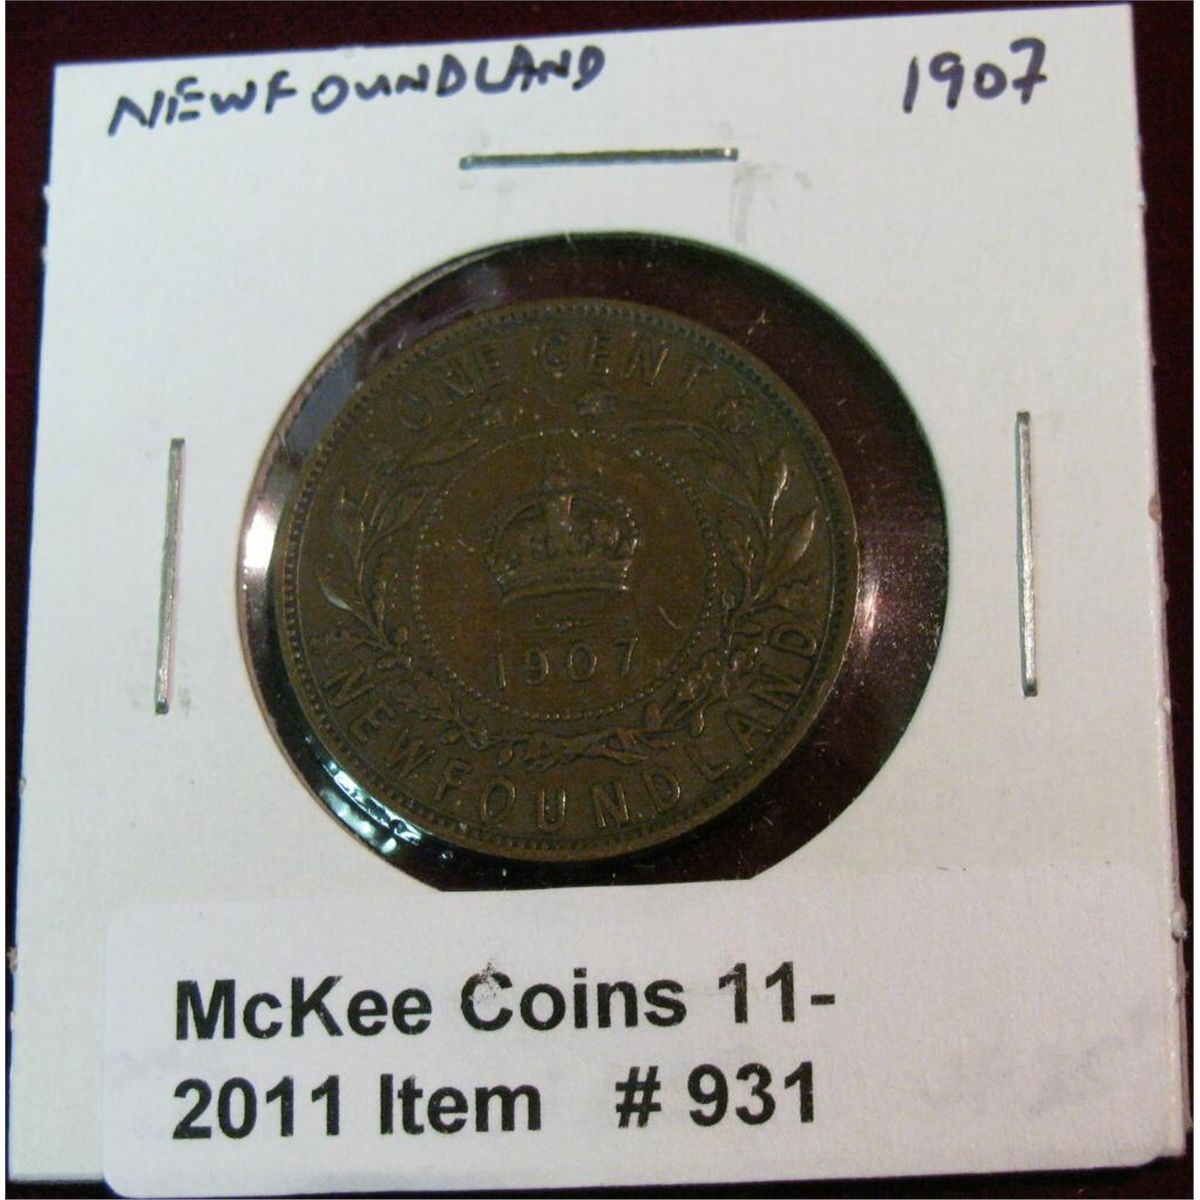 NEWFOUNDLAND 1907
ONE CENT
1907
NEWFOUNDLAND
McKee Coins 11-
2011 Item # 931